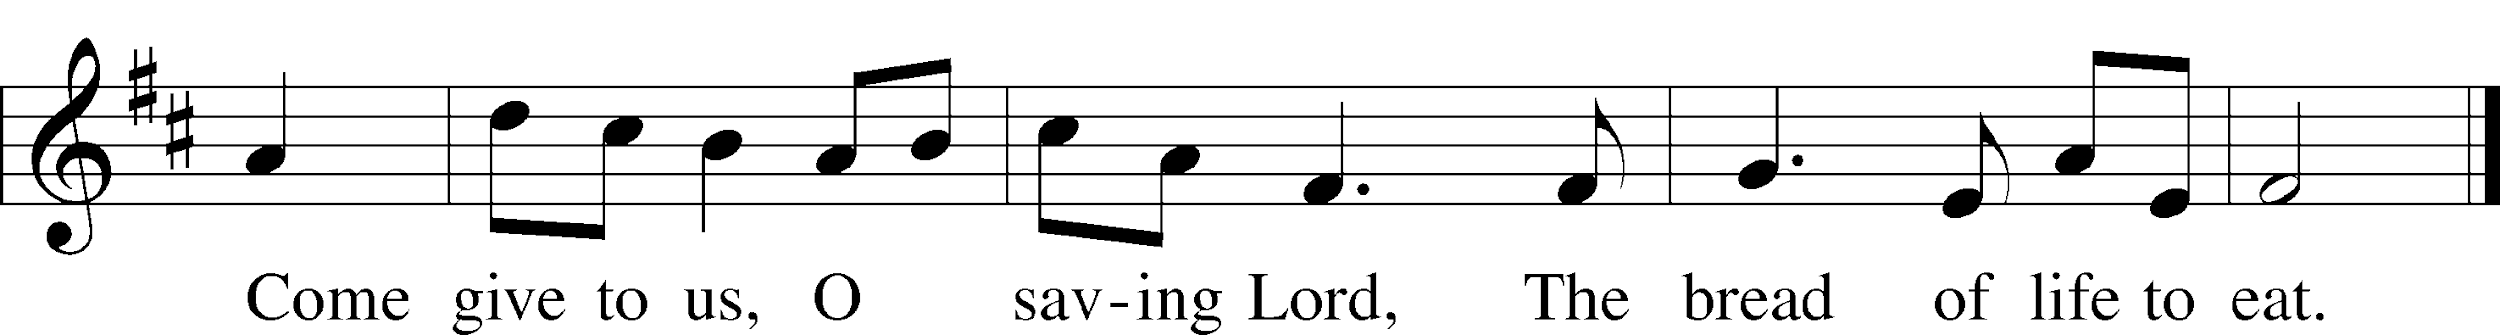 Come give to us, O sav-ing Lord, The bread of life to eat.